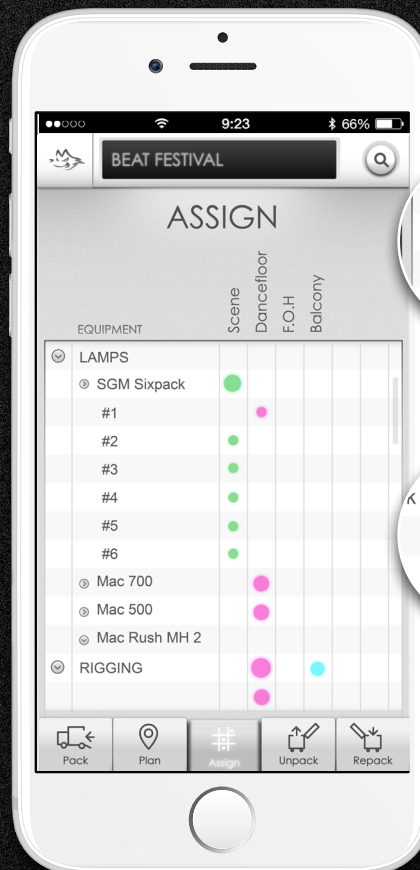 9:23
66%
BEAT FESTIVAL
ASSIGN
EQUIPMENT
Scene
Dancefloor
F.O.H
Balcony
LAMPS
SGM Sixpack
#1
#2
#3
#4
#5
#6
Mac 700
Mac 500
Mac Rush MH 2
RIGGING
Pack
Plan
Assign
Unpack
Repack